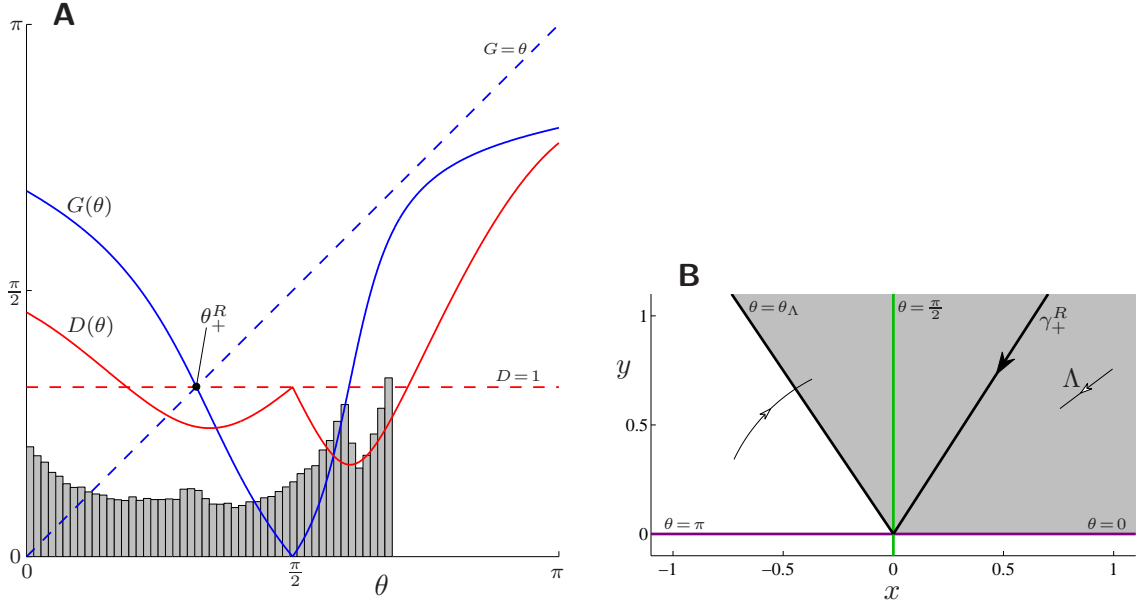 A
π
G = θ
G(θ)
π/2
D(θ)
θ₊ᴿ
D = 1
0
0
π/2
θ
π
B
1
y
0.5
0
θ = θ_Λ
θ = π/2
γ₊ᴿ
Λ
θ = π
θ = 0
−1
−0.5
0
0.5
1
x